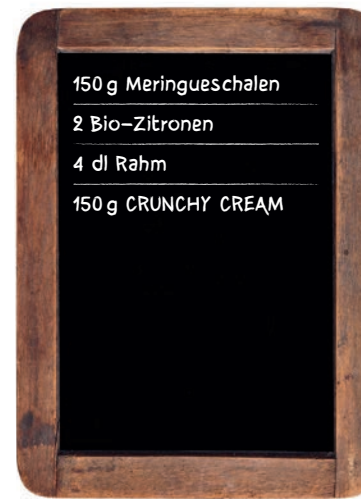 150 g Meringueschalen
2 Bio-Zitronen
4 dl Rahm
150 g CRUNCHY CREAM